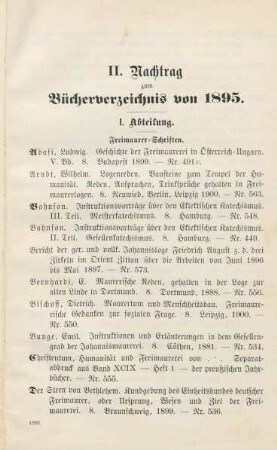 II. Nachtrag
zum
Bücherverzeichnis von 1895.
I. Abteilung.
Freimaurer-Schriften.
Abafi, Ludwig. Geschichte der Freimaurerei in Österreich-Ungarn.
V. Bd. 8. Budapest 1899. — Nr. 491e.
Arndt, Wilhelm. Logenreden. Bausteine zum Tempel der Hu-
manität. Reden, Ansprachen, Trinksprüche gehalten in Frei-
maurerlogen. 8. Neuwied, Berlin, Leipzig 1900. — Nr. 563.
Bahnson. Instruktionsvorträge über den Eklektischen Katechismus.
III. Teil. Meisterkatechismus. 8. Hamburg. — Nr. 548.
Bahnson. Instruktionsvorträge über den Eklektischen Katechismus.
II. Teil. Gesellenkatechismus. 8. Hamburg. — Nr. 449.
Bericht der ger. und vollk. Johannisloge Friedrich August z. d. drei
Zirkeln im Orient Zittau über die Arbeiten von Juni 1896
bis Mai 1897. — Nr. 573.
Bernhardi, E. Maurerische Reden, gehalten in der Loge zur
alten Linde in Dortmund. 8. Dortmund, 1888. — Nr. 556.
Bischoff, Dietrich. Maurertum und Menschheitsbau. Freimaure-
rische Gedanken zur sozialen Frage. 8. Leipzig, 1900. —
Nr. 550.
Bunge, Emil. Instruktionen und Erläuterungen in dem Gesellen-
grad der Johannismaurerei. 8. Cöthen, 1881. — Nr. 534.
Christentum, Humanität und Freimaurerei von . · . Separat-
abdruck aus Band XCIX — Heft 1 — der preußischen Jahr-
bücher. — Nr. 555.
Der Stern von Bethlehem. Kundgebung des Einheitsbundes deutscher
Freimaurer, oder Ursprung, Wesen und Ziel der Frei-
maurerei. 8. Braunschweig, 1899. — Nr. 536.